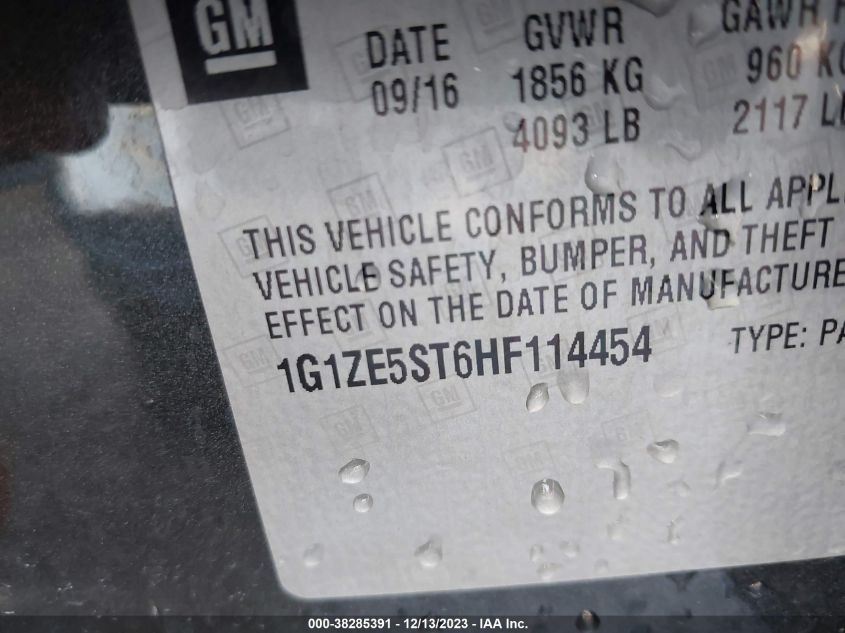 GM
DATE GVWR GAWR
09/16 1856 KG 960
4093 LB 2117
THIS VEHICLE CONFORMS TO ALL
VEHICLE SAFETY, BUMPER, AND THEFT
EFFECT ON THE DATE OF MANUFACTURE
1G1ZE5ST6HF114454 TYPE:
000-38285391 - 12/13/2023 - IAA Inc.